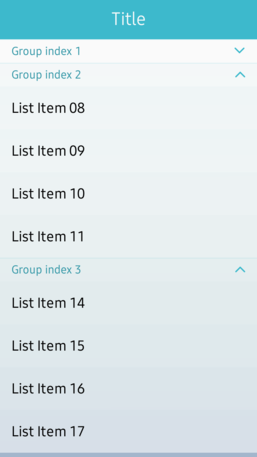 Title
Group index 1
Group index 2
List Item 08
List Item 09
List Item 10
List Item 11
Group index 3
List Item 14
List Item 15
List Item 16
List Item 17